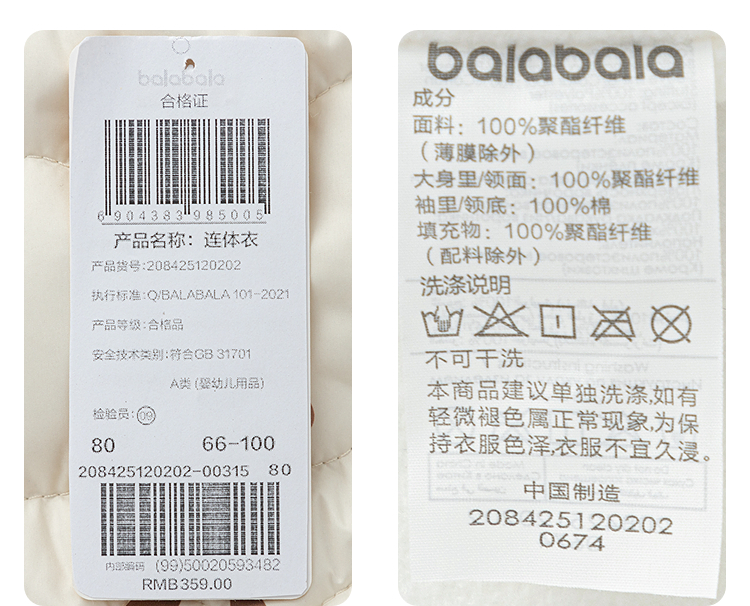 balabala
合格证
6904383985005
产品名称: 连体衣
产品货号:208425120202
执行标准:Q/BALABALA 101-2021
产品等级:合格品
安全技术类别:符合GB 31701
A类 (婴幼儿用品)
检验员: 09
80 66-100
208425120202-00315 80
内部编码 (99)50020593482
RMB359.00
balabala
成分
面料: 100%聚酯纤维
(薄膜除外)
大身里/领面: 100%聚酯纤维
袖里/领底: 100%棉
填充物: 100%聚酯纤维
(配料除外)
洗涤说明
不可干洗
本商品建议单独洗涤,如有
轻微褪色属正常现象,为保
持衣服色泽,衣服不宜久浸。
中国制造
208425120202
0674